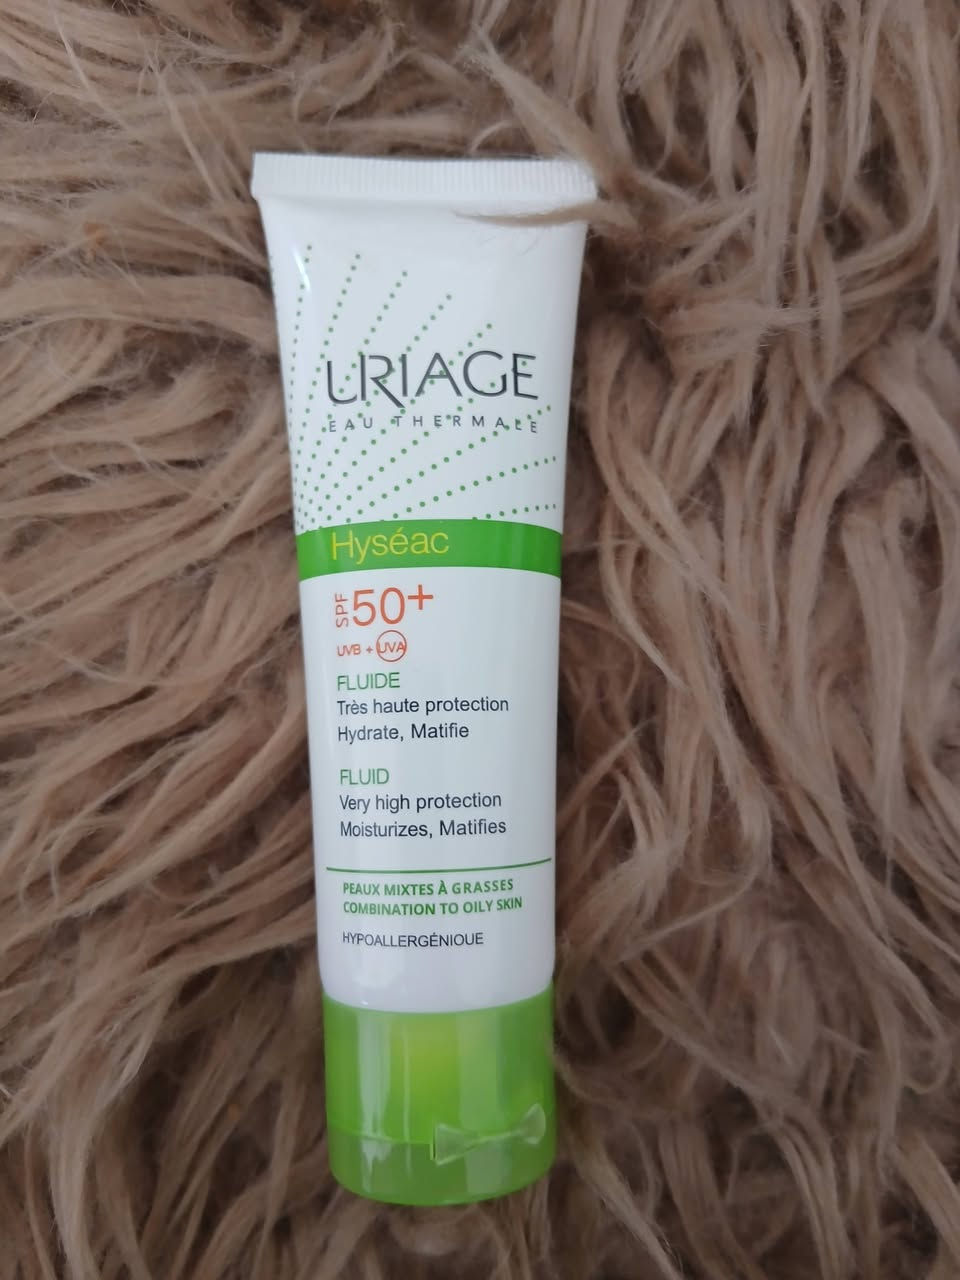 URIAGE
EAU THERMALE
Hyséac
SPF 50+
UVB + UVA
FLUIDE
Très haute protection
Hydrate, Matifie
FLUID
Very high protection
Moisturizes, Matifies
PEAUX MIXTES À GRASSES
COMBINATION TO OILY SKIN
HYPOALLERGÉNIQUE